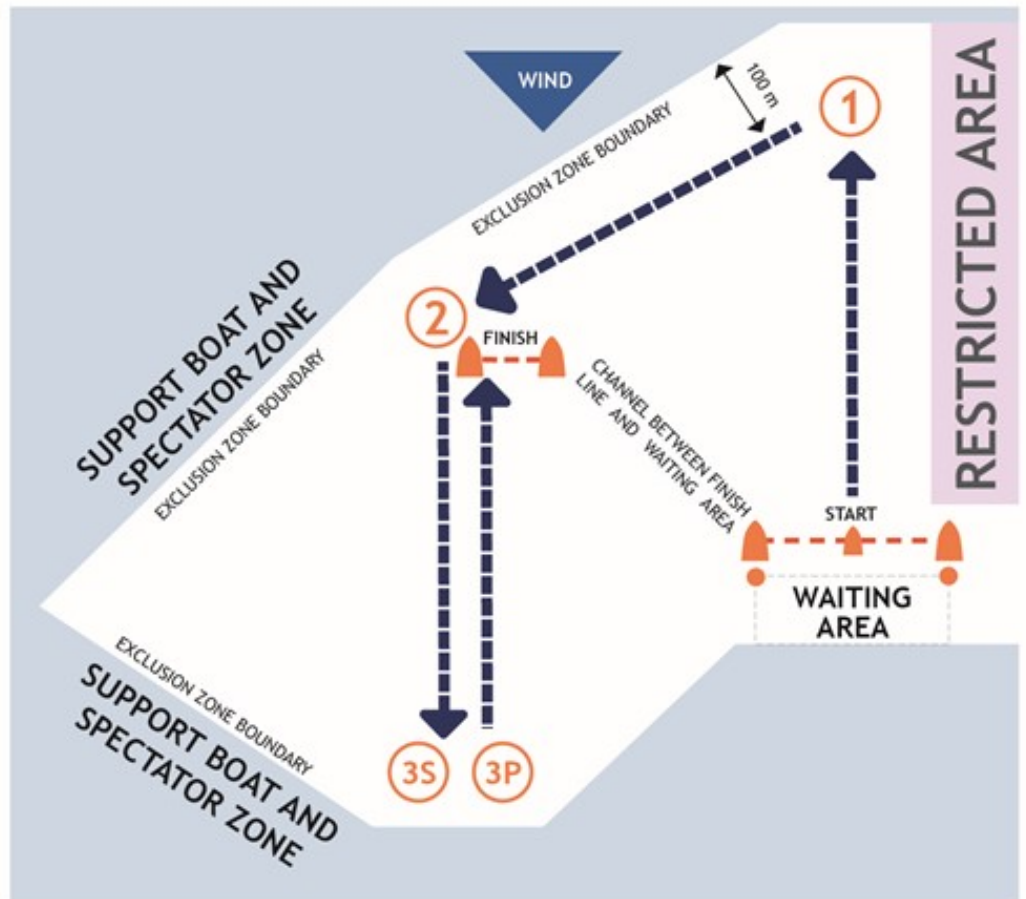 WIND
100 m
1
EXCLUSION ZONE BOUNDARY
RESTRICTED AREA
SUPPORT BOAT AND
SPECTATOR ZONE
EXCLUSION ZONE BOUNDARY
2
FINISH
CHANNEL BETWEEN FINISH
LINE AND WAITING AREA
START
WAITING
AREA
EXCLUSION ZONE BOUNDARY
SUPPORT BOAT AND
SPECTATOR ZONE
3S
3P